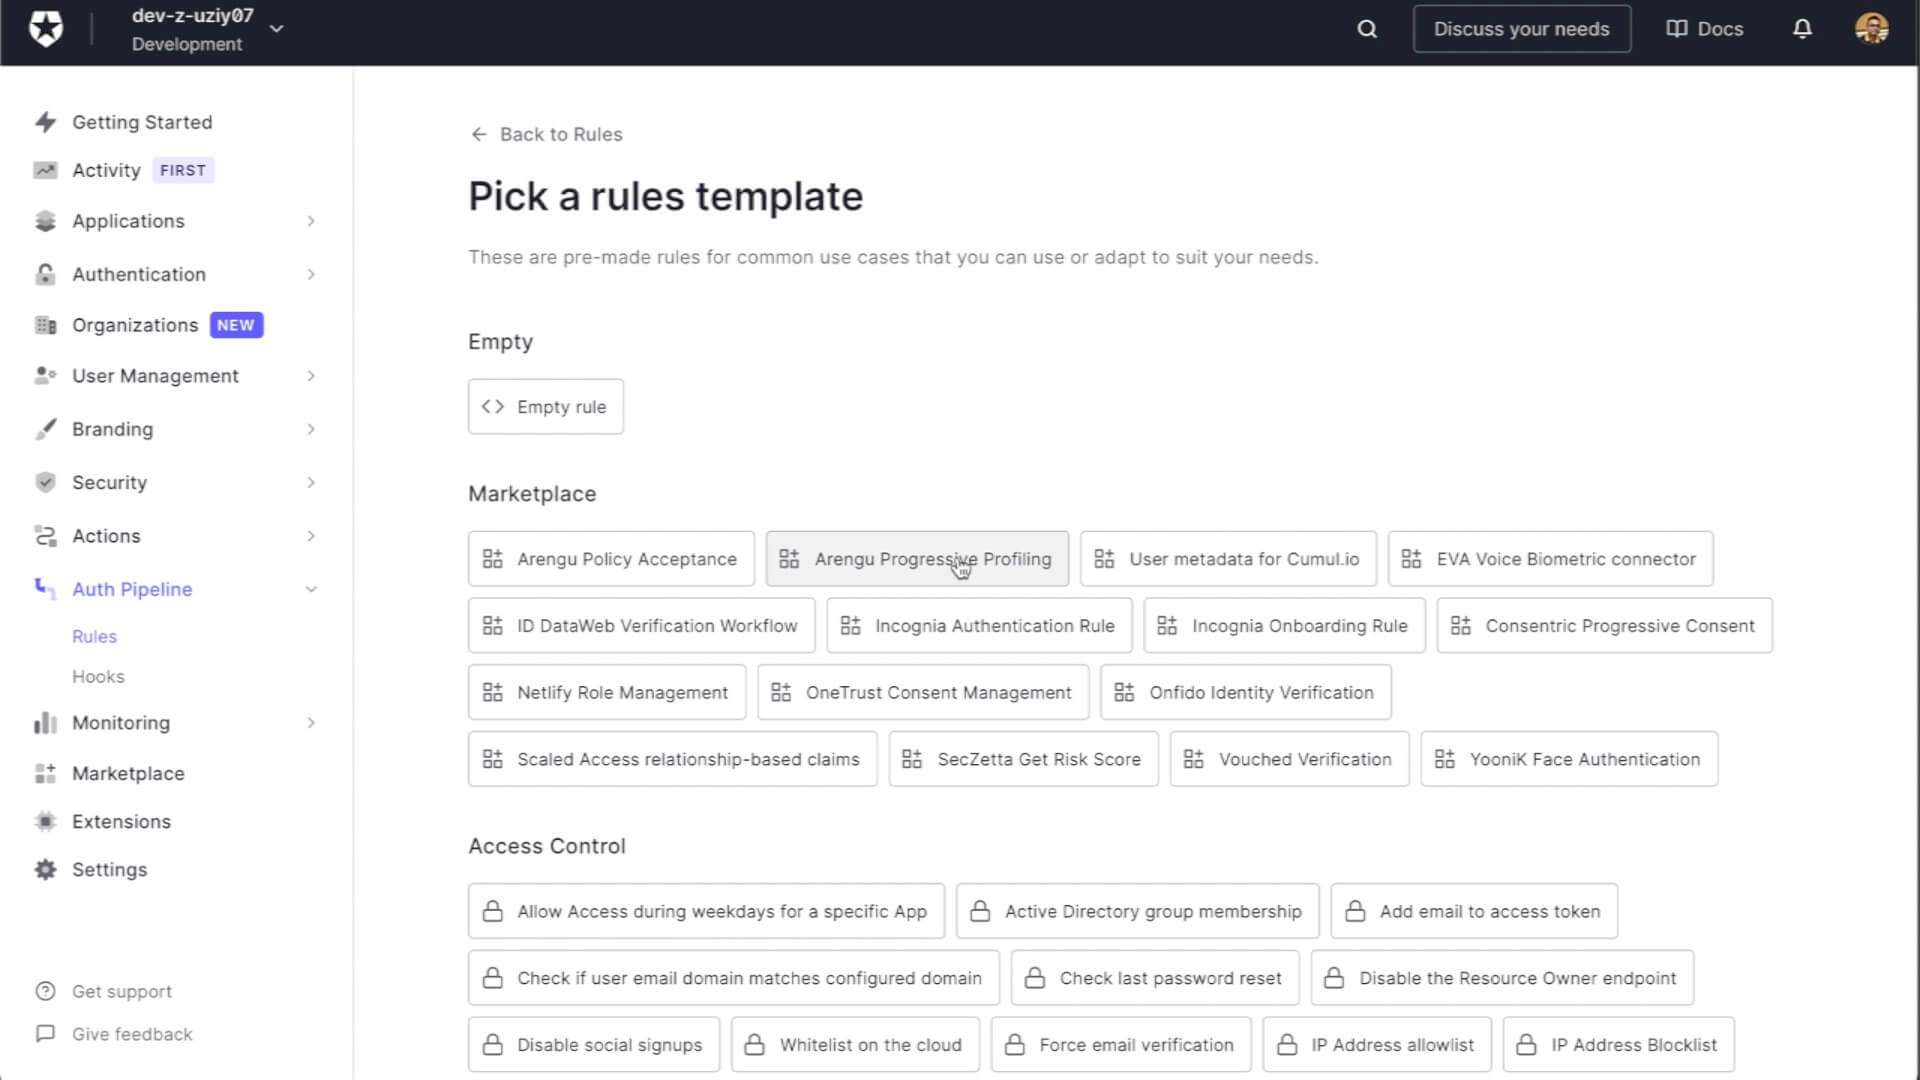 dev-z-uziy07
Development
Discuss your needs
Docs
Getting Started
Activity FIRST
Applications
Authentication
Organizations NEW
User Management
Branding
Security
Actions
Auth Pipeline
Rules
Hooks
Monitoring
Marketplace
Extensions
Settings
Get support
Give feedback
Back to Rules
Pick a rules template
These are pre-made rules for common use cases that you can use or adapt to suit your needs.
Empty
Empty rule
Marketplace
Arengu Policy Acceptance Arengu Progressive Profiling User metadata for Cumul.io EVA Voice Biometric connector
ID DataWeb Verification Workflow Incognia Authentication Rule Incognia Onboarding Rule Consentric Progressive Consent
Netlify Role Management OneTrust Consent Management Onfido Identity Verification
Scaled Access relationship-based claims SecZetta Get Risk Score Vouched Verification YooniK Face Authentication
Access Control
Allow Access during weekdays for a specific App Active Directory group membership Add email to access token
Check if user email domain matches configured domain Check last password reset Disable the Resource Owner endpoint
Disable social signups Whitelist on the cloud Force email verification IP Address allowlist IP Address Blocklist